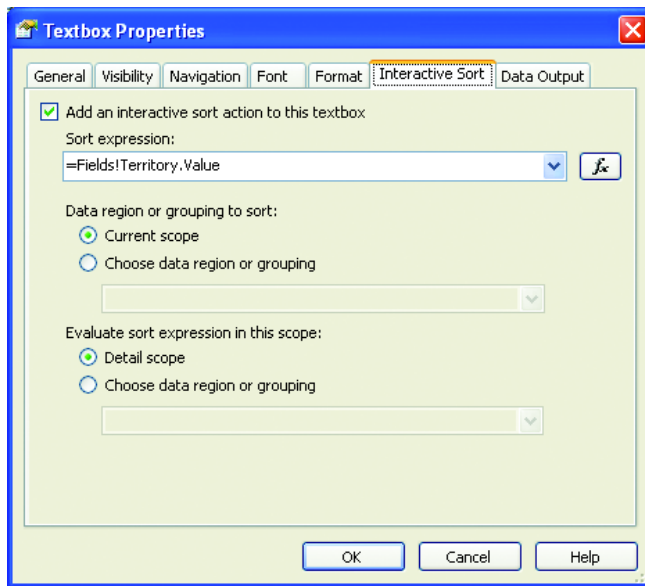 Textbox Properties
General Visibility Navigation Font Format Interactive Sort Data Output
Add an interactive sort action to this textbox
Sort expression:
=Fields!Territory.Value
fx
Data region or grouping to sort:
Current scope
Choose data region or grouping
Evaluate sort expression in this scope:
Detail scope
Choose data region or grouping
OK Cancel Help